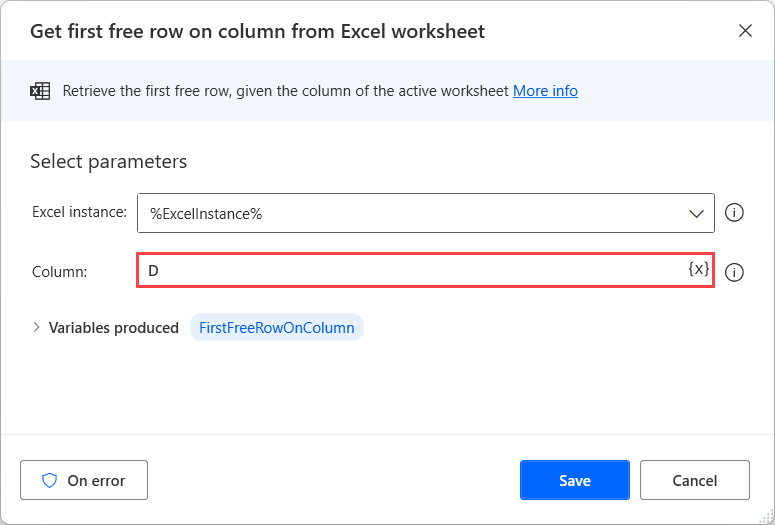 Get first free row on column from Excel worksheet
Retrieve the first free row, given the column of the active worksheet More info
Select parameters
Excel instance: %ExcelInstance%
Column: D {x}
Variables produced FirstFreeRowOnColumn
On error Save Cancel